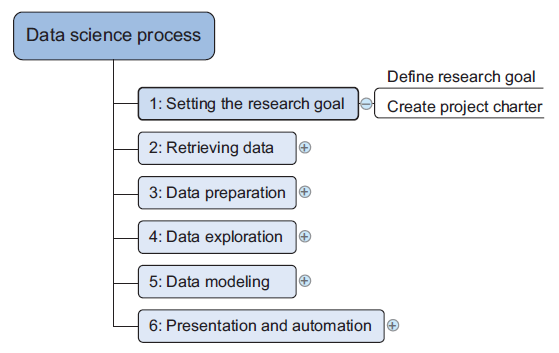 Data science process
Define research goal
1: Setting the research goal
Create project charter
2: Retrieving data
3: Data preparation
4: Data exploration
5: Data modeling
6: Presentation and automation